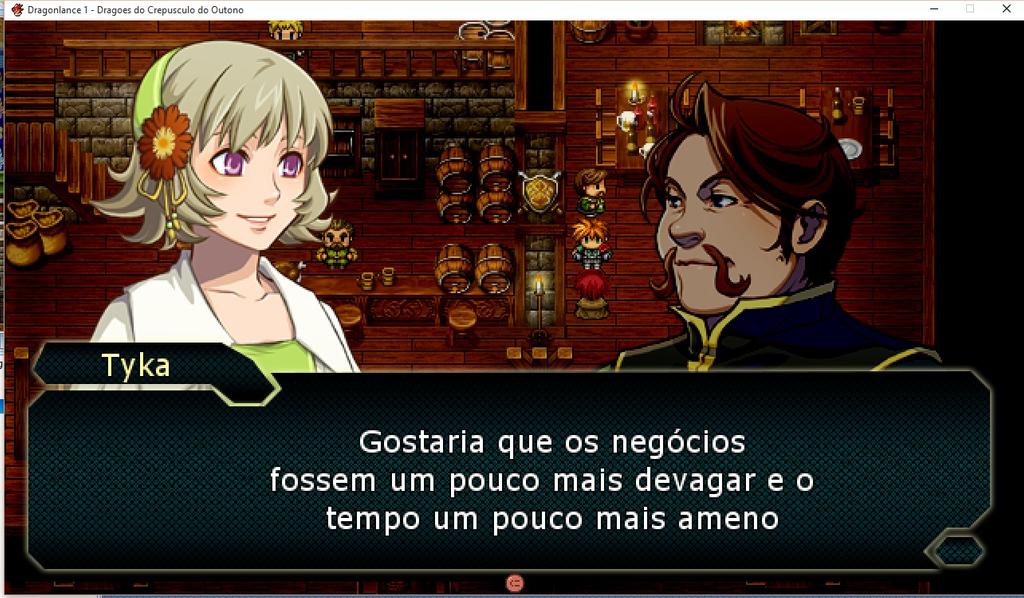 Dragonlance 1 - Dragoes do Crepusculo do Outono
Tyka
Gostaria que os negócios
fossem um pouco mais devagar e o
tempo um pouco mais ameno